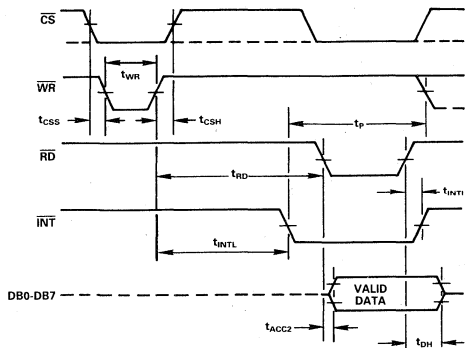 CS
tWR
WR
tCSS
tCSH
tP
RD
tRD
tINTI
INT
tINTL
DB0-DB7
VALID
DATA
tACC2
tDH